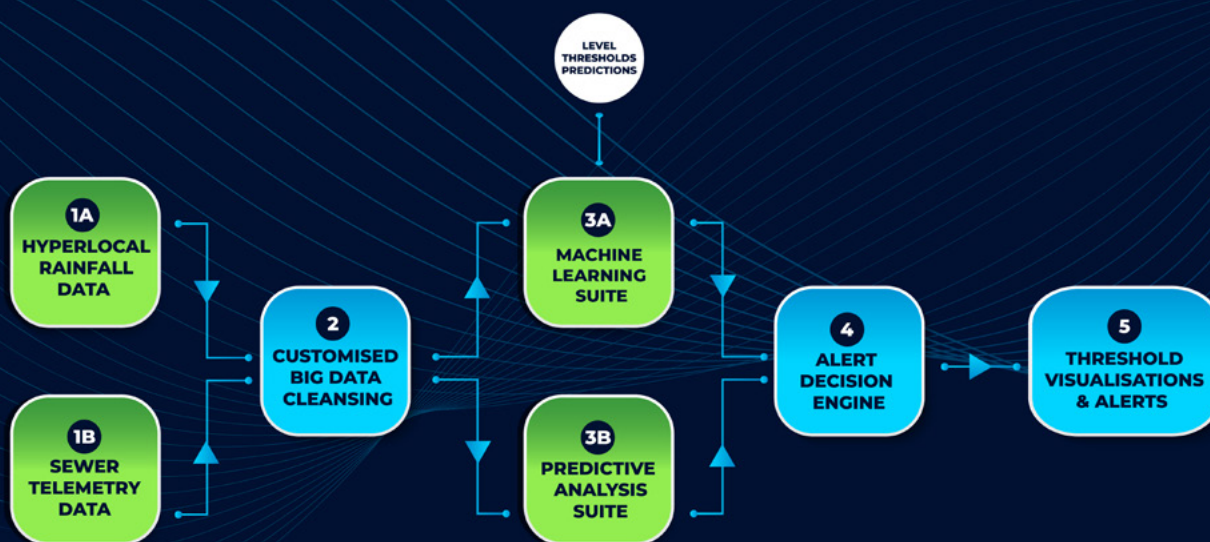 LEVEL
THRESHOLDS
PREDICTIONS
1A
HYPERLOCAL
RAINFALL
DATA
1B
SEWER
TELEMETRY
DATA
2
CUSTOMISED
BIG DATA
CLEANSING
3A
MACHINE
LEARNING
SUITE
3B
PREDICTIVE
ANALYSIS
SUITE
4
ALERT
DECISION
ENGINE
5
THRESHOLD
VISUALISATIONS
& ALERTS